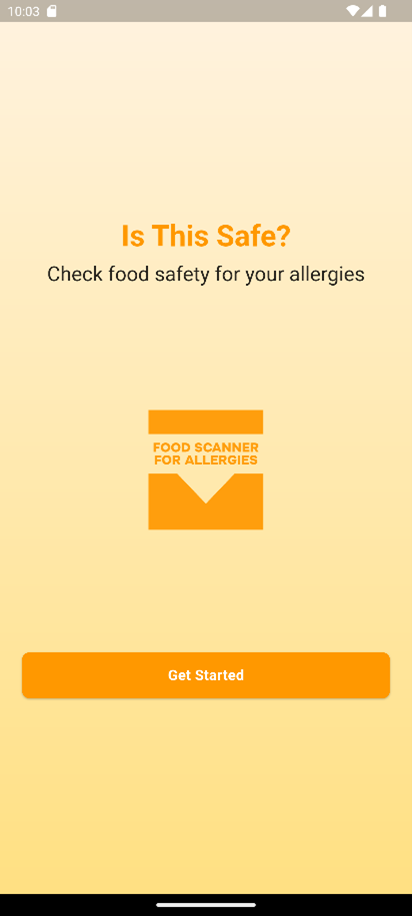 10:03
Is This Safe?
Check food safety for your allergies
FOOD SCANNER
FOR ALLERGIES
Get Started